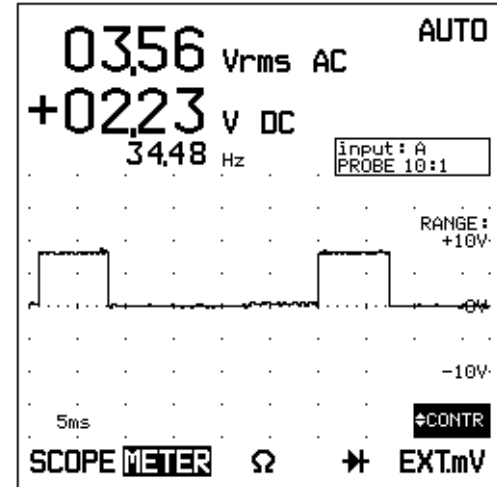 AUTO
03,56 Vrms AC
+02,23 V DC
34,48 Hz
input: A
PROBE 10:1
RANGE:
+10V
0V
-10V
5ms
CONTR
SCOPE METER Ω EXT.mV